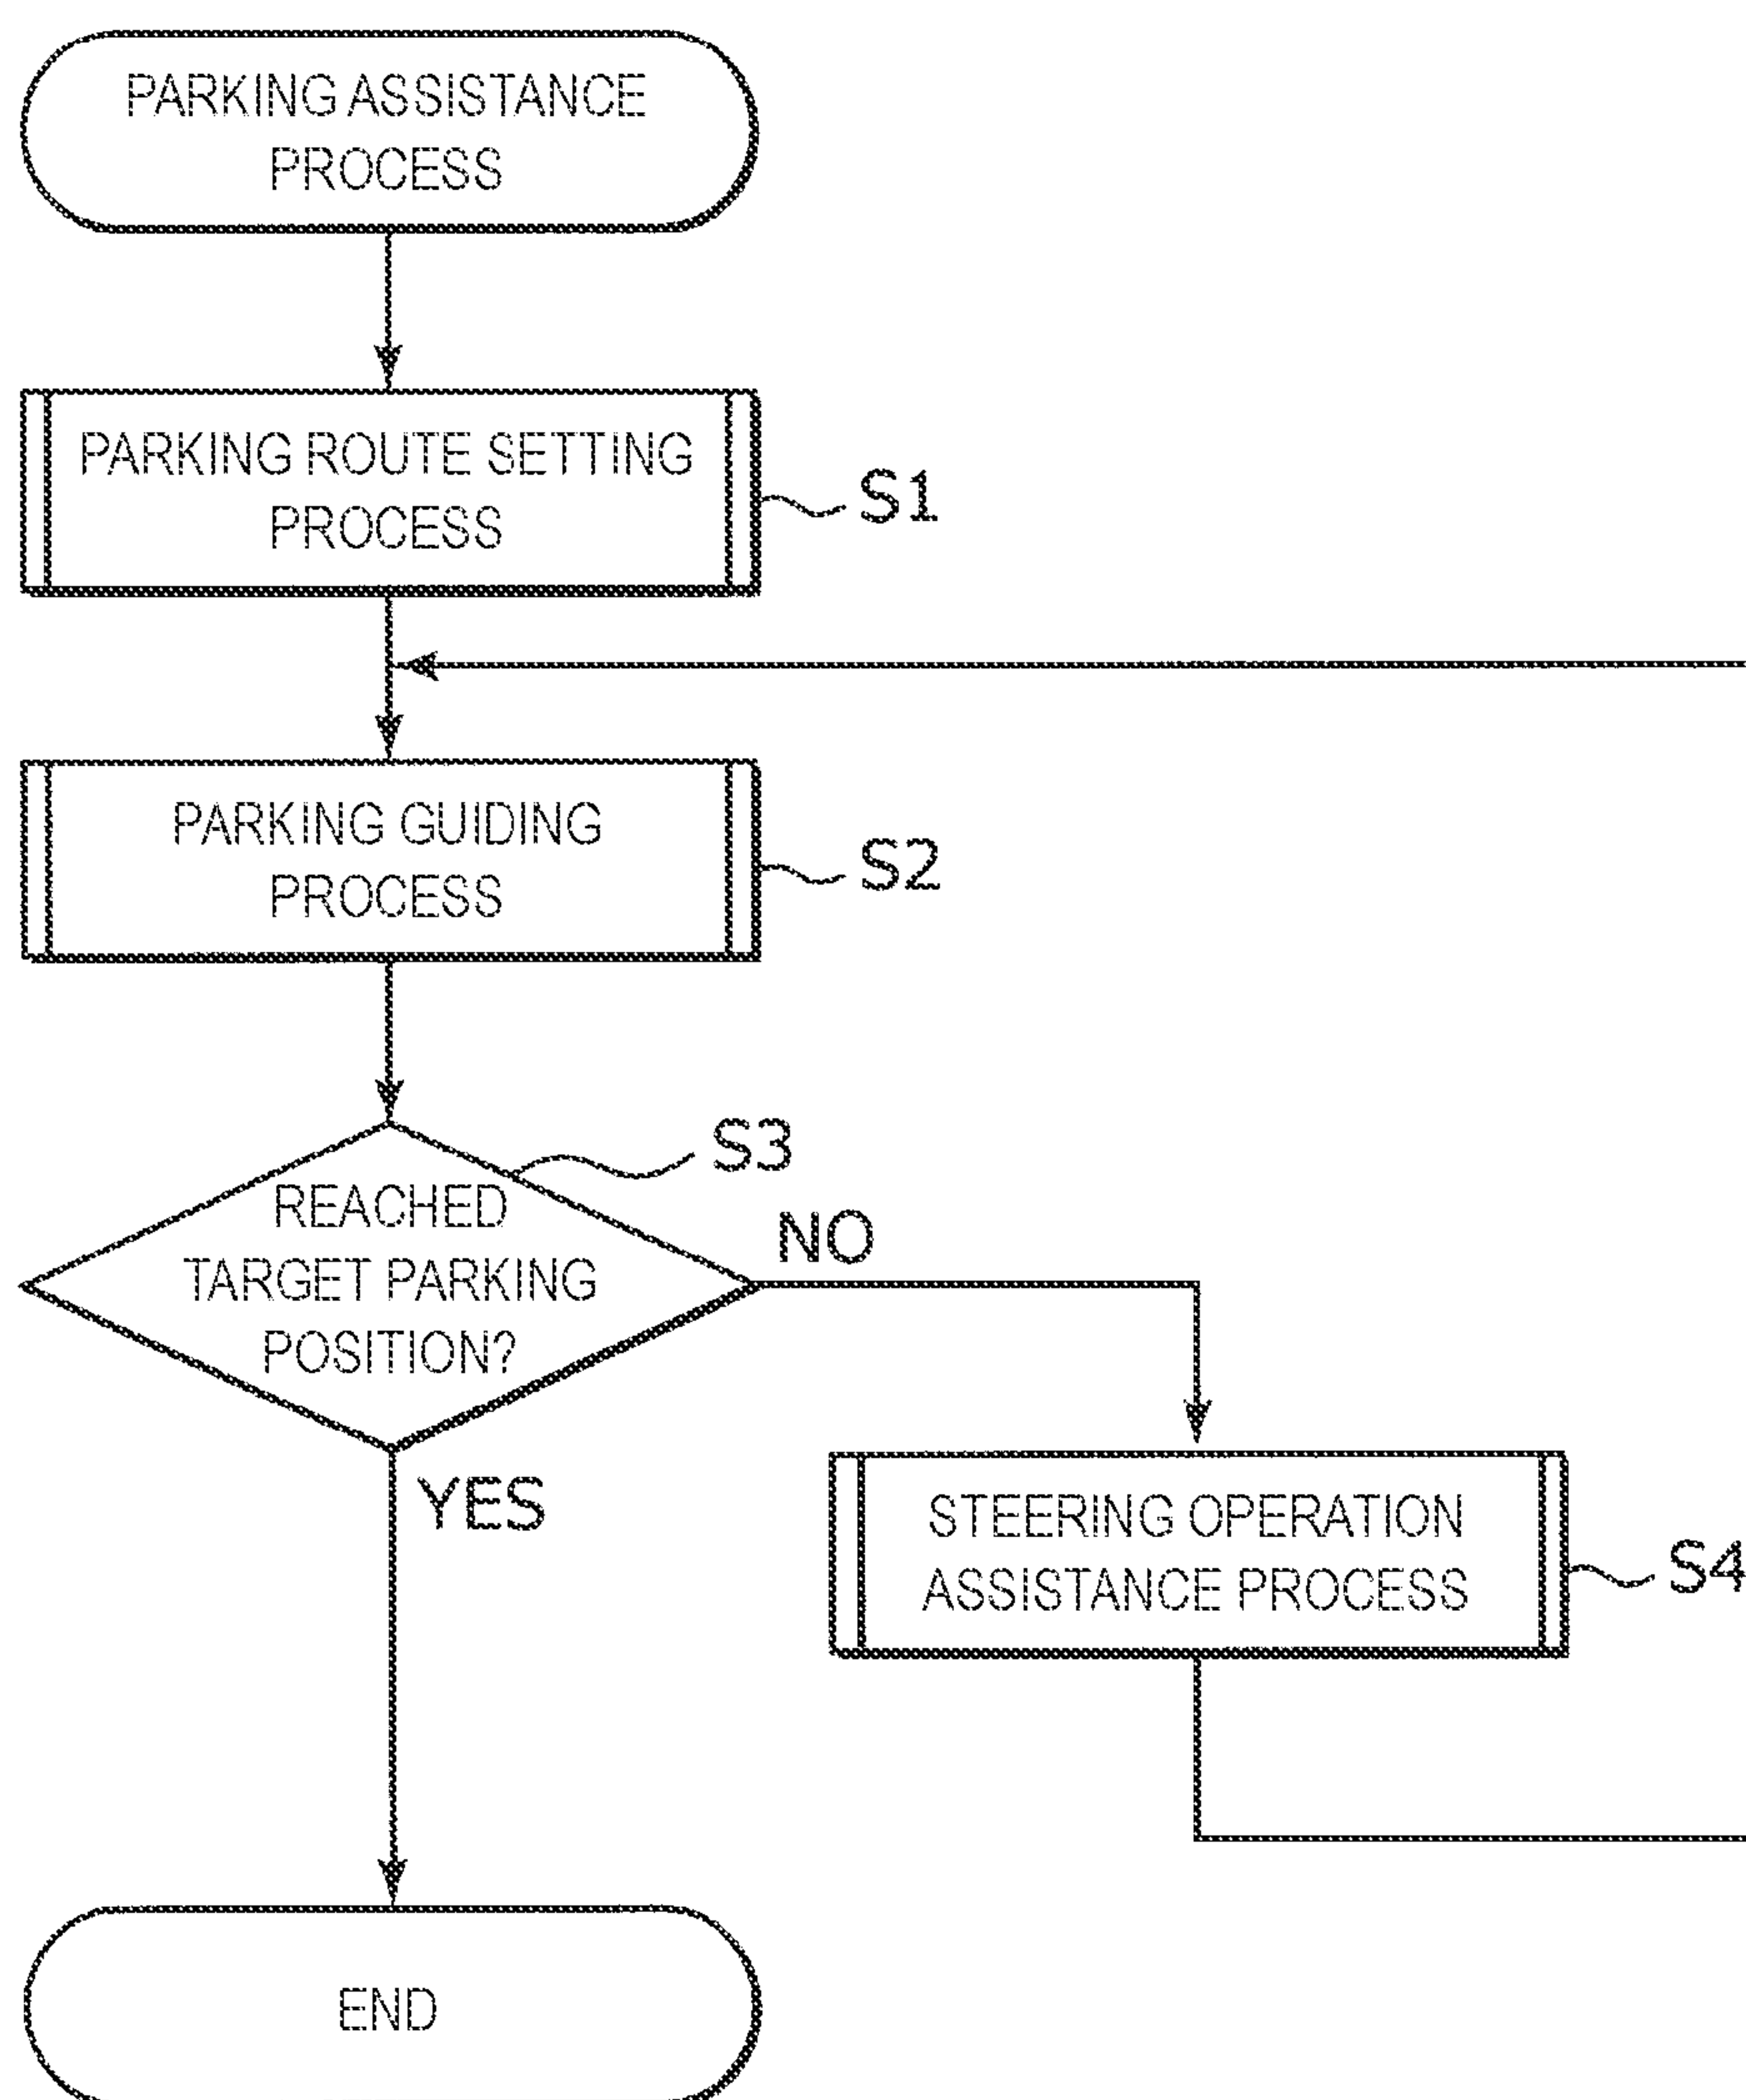 PARKING ASSISTANCE
PROCESS
PARKING ROUTE SETTING
PROCESS
S1
PARKING GUIDING
PROCESS
S2
S3
REACHED
TARGET PARKING
POSITION?
NO
YES
STEERING OPERATION
ASSISTANCE PROCESS
S4
END